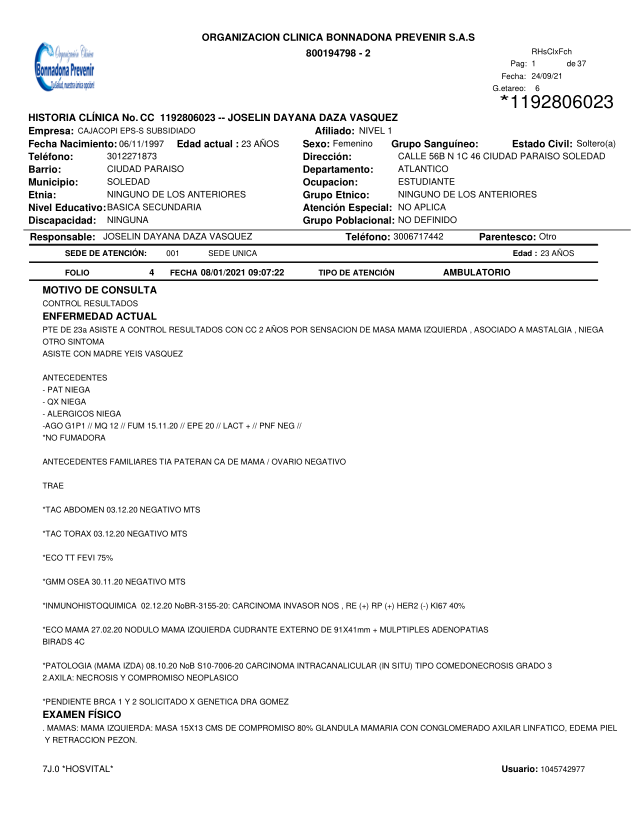 ORGANIZACION CLINICA BONNADONA PREVENIR S.A.S
800194798 - 2
RHsClxFch
Pag: 1 de 37
Fecha: 24/09/21
G.etareo: 6
*1192806023
Organización Clínica
Bonnadona Prevenir
HISTORIA CLÍNICA No. CC 1192806023 -- JOSELIN DAYANA DAZA VASQUEZ
Empresa: CAJACOPI EPS-S SUBSIDIADO Afiliado: NIVEL 1
Fecha Nacimiento: 06/11/1997 Edad actual : 23 AÑOS Sexo: Femenino Grupo Sanguíneo: Estado Civil: Soltero(a)
Teléfono: 3012271873 Dirección: CALLE 56B N 1C 46 CIUDAD PARAISO SOLEDAD
Barrio: CIUDAD PARAISO Departamento: ATLANTICO
Municipio: SOLEDAD Ocupacion: ESTUDIANTE
Etnia: NINGUNO DE LOS ANTERIORES Grupo Etnico: NINGUNO DE LOS ANTERIORES
Nivel Educativo: BASICA SECUNDARIA Atención Especial: NO APLICA
Discapacidad: NINGUNA Grupo Poblacional: NO DEFINIDO
Responsable: JOSELIN DAYANA DAZA VASQUEZ Teléfono: 3006717442 Parentesco: Otro
SEDE DE ATENCIÓN: 001 SEDE UNICA Edad : 23 AÑOS
FOLIO 4 FECHA 08/01/2021 09:07:22 TIPO DE ATENCIÓN AMBULATORIO
MOTIVO DE CONSULTA
CONTROL RESULTADOS
ENFERMEDAD ACTUAL
PTE DE 23a ASISTE A CONTROL RESULTADOS CON CC 2 AÑOS POR SENSACION DE MASA MAMA IZQUIERDA , ASOCIADO A MASTALGIA , NIEGA
OTRO SINTOMA
ASISTE CON MADRE YEIS VASQUEZ
ANTECEDENTES
- PAT NIEGA
- QX NIEGA
- ALERGICOS NIEGA
-AGO G1P1 // MQ 12 // FUM 15.11.20 // EPE 20 // LACT + // PNF NEG //
*NO FUMADORA
ANTECEDENTES FAMILIARES TIA PATERAN CA DE MAMA / OVARIO NEGATIVO
TRAE
*TAC ABDOMEN 03.12.20 NEGATIVO MTS
*TAC TORAX 03.12.20 NEGATIVO MTS
*ECO TT FEVI 75%
*GMM OSEA 30.11.20 NEGATIVO MTS
*INMUNOHISTOQUIMICA 02.12.20 NoBR-3155-20: CARCINOMA INVASOR NOS , RE (+) RP (+) HER2 (-) KI67 40%
*ECO MAMA 27.02.20 NODULO MAMA IZQUIERDA CUDRANTE EXTERNO DE 91X41mm + MULPTIPLES ADENOPATIAS
BIRADS 4C
*PATOLOGIA (MAMA IZDA) 08.10.20 NoB S10-7006-20 CARCINOMA INTRACANALICULAR (IN SITU) TIPO COMEDONECROSIS GRADO 3
2.AXILA: NECROSIS Y COMPROMISO NEOPLASICO
*PENDIENTE BRCA 1 Y 2 SOLICITADO X GENETICA DRA GOMEZ
EXAMEN FÍSICO
. MAMAS: MAMA IZQUIERDA: MASA 15X13 CMS DE COMPROMISO 80% GLANDULA MAMARIA CON CONGLOMERADO AXILAR LINFATICO, EDEMA PIEL
Y RETRACCION PEZON.
7J.0 *HOSVITAL* Usuario: 1045742977